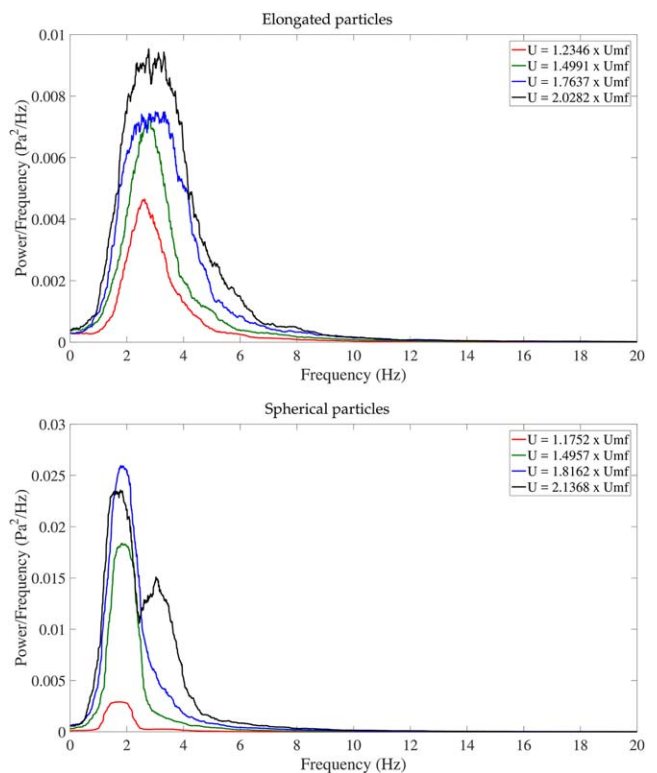 Elongated particles
0.01
0.008
0.006
0.004
0.002
0
Power/Frequency (Pa²/Hz)
U = 1.2346 x Umf
U = 1.4991 x Umf
U = 1.7637 x Umf
U = 2.0282 x Umf
0 2 4 6 8 10 12 14 16 18 20
Frequency (Hz)
Spherical particles
0.03
0.025
0.02
0.015
0.01
0.005
0
Power/Frequency (Pa²/Hz)
U = 1.1752 x Umf
U = 1.4957 x Umf
U = 1.8162 x Umf
U = 2.1368 x Umf
0 2 4 6 8 10 12 14 16 18 20
Frequency (Hz)